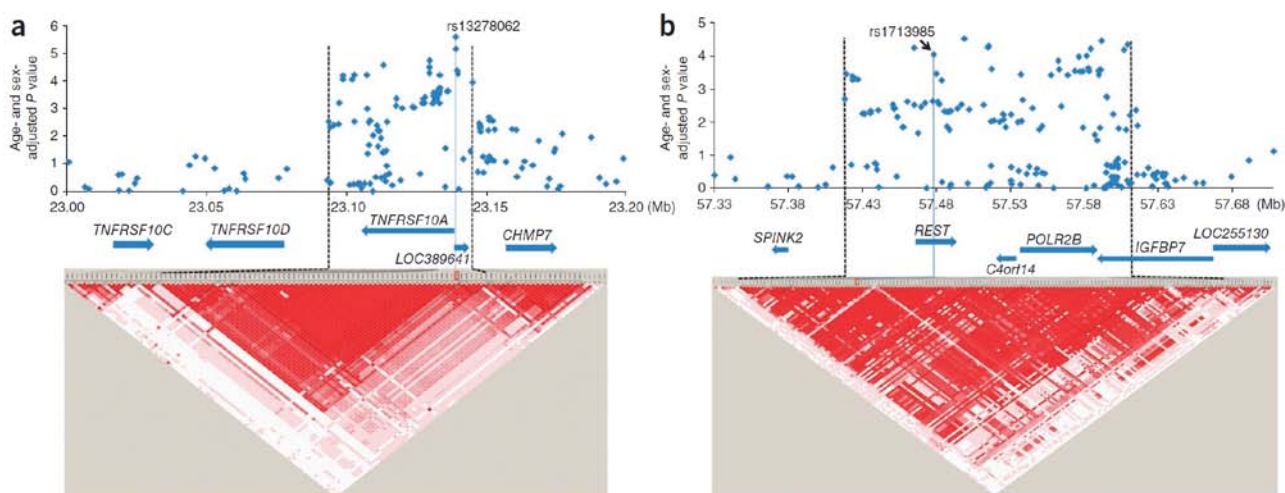 a
rs13278062
Age- and sex-
adjusted P value
6
5
4
3
2
1
0
23.00
23.05
23.10
23.15
23.20 (Mb)
TNFRSF10C
TNFRSF10D
TNFRSF10A
CHMP7
LOC389641
b
rs1713985
Age- and sex-
adjusted P value
5
4
3
2
1
0
57.33
57.38
57.43
57.48
57.53
57.58
57.63
57.68 (Mb)
SPINK2
REST
POLR2B
IGFBP7
LOC255130
C4orf14